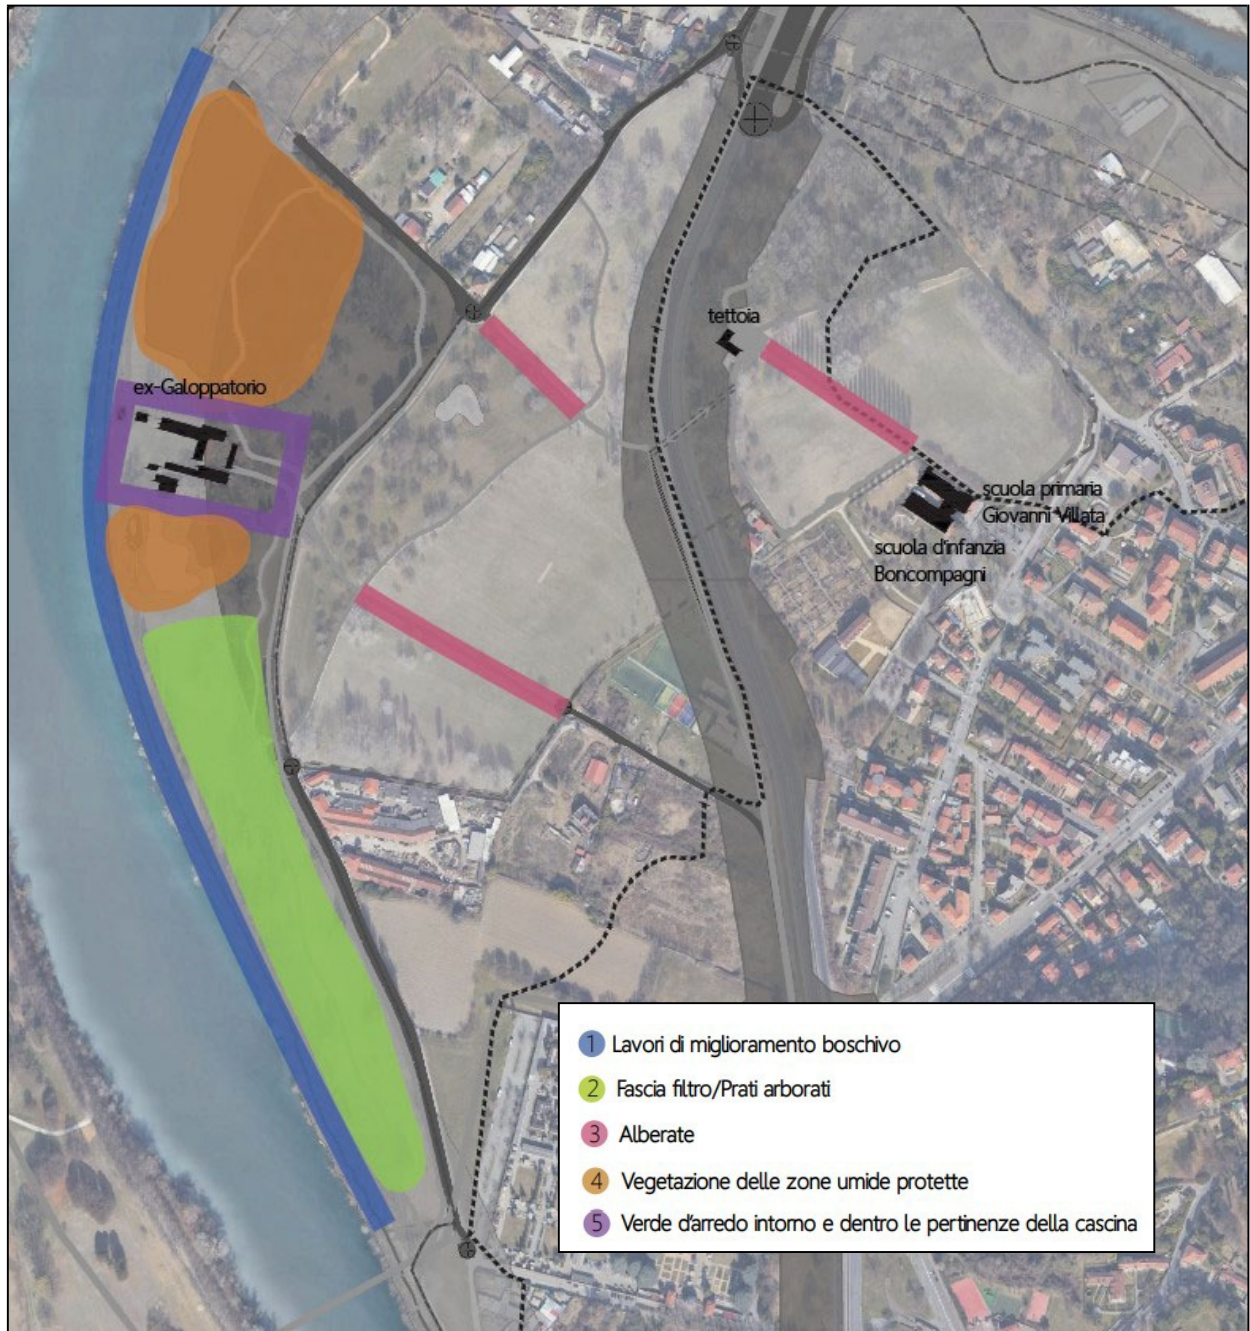 tettoia
ex-Galoppatorio
scuola primaria
Giovanni Villata
scuola d'infanzia
Boncompagni
1 Lavori di miglioramento boschivo
2 Fascia filtro/Prati arborati
3 Alberate
4 Vegetazione delle zone umide protette
5 Verde d'arredo intorno e dentro le pertinenze della cascina